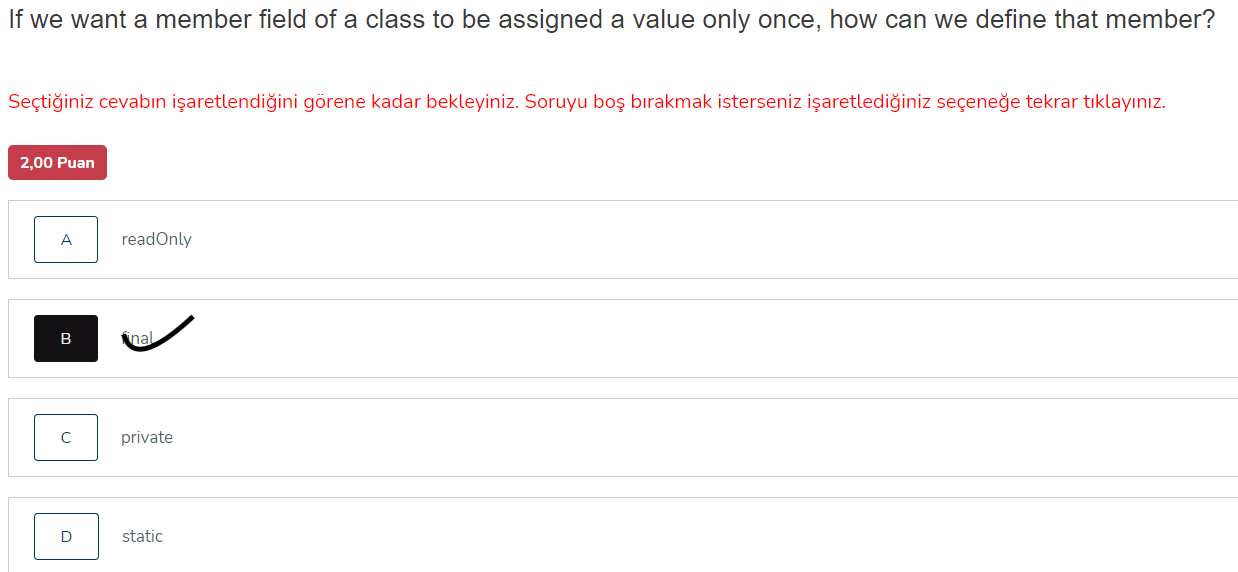 If we want a member field of a class to be assigned a value only once, how can we define that member?
Seçtiğiniz cevabın işaretlendiğini görene kadar bekleyiniz. Soruyu boş bırakmak isterseniz işaretlediğiniz seçeneğe tekrar tıklayınız.
2,00 Puan
A readOnly
B final
C private
D static